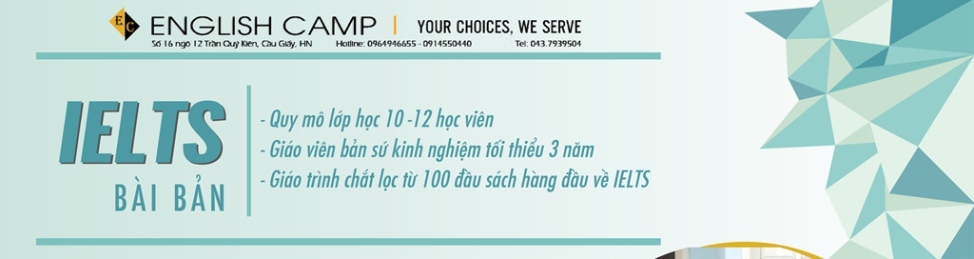 EC
ENGLISH CAMP | YOUR CHOICES, WE SERVE
Số 16 ngõ 12 Trần Quý Kiên, Cầu Giấy, HN Hotline: 0964946655 - 0914550440 Tel: 043.7939504
IELTS
BÀI BẢN
- Quy mô lớp học 10 -12 học viên
- Giáo viên bản sứ kinh nghiệm tối thiểu 3 năm
- Giáo trình chắt lọc từ 100 đầu sách hàng đầu về IELTS